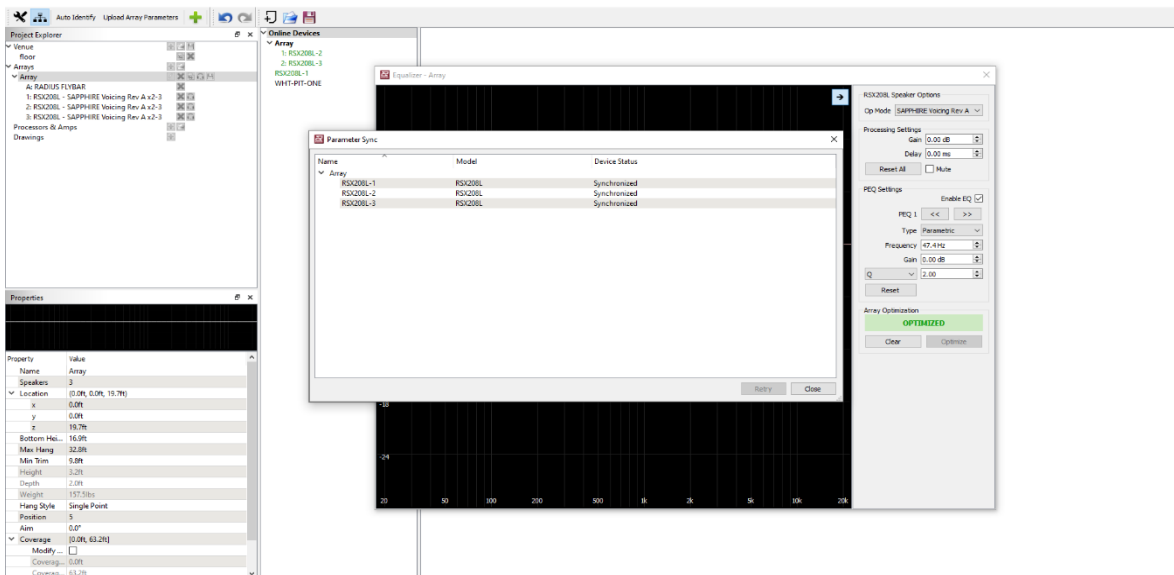 Auto Identify Upload Array Parameters
Project Explorer
Venue
floor
Arrays
Array
A: RADIUS FLYBAR
1: RSX208L - SAPPHIRE Voicing Rev A x2-3
2: RSX208L - SAPPHIRE Voicing Rev A x2-3
3: RSX208L - SAPPHIRE Voicing Rev A x2-3
Processors & Amps
Drawings
Online Devices
Array
1: RSX208L-2
2: RSX208L-3
RSX208L-1
WHT-PIT-ONE
Equalizer - Array
Parameter Sync
Name Model Device Status
Array
RSX208L-1 RSX208L Synchronized
RSX208L-2 RSX208L Synchronized
RSX208L-3 RSX208L Synchronized
Retry Close
-18
-24
20 50 100 200 500 1k 2k 5k 10k 20k
RSX208L Speaker Options
Op Mode SAPPHIRE Voicing Rev A
Processing Settings
Gain 0.00 dB
Delay 0.00 ms
Reset All Mute
PEQ Settings
Enable EQ
PEQ 1 << >>
Type Parametric
Frequency 47.4 Hz
Gain 0.00 dB
Q 2.00
Reset
Array Optimization
OPTIMIZED
Clear Optimize
Properties
Property Value
Name Array
Speakers 3
Location (0.0ft, 0.0ft, 19.7ft)
x 0.0ft
y 0.0ft
z 19.7ft
Bottom Hei... 16.9ft
Max Hang 32.8ft
Min Trim 9.8ft
Height 3.2ft
Depth 2.0ft
Weight 157.5lbs
Hang Style Single Point
Position 5
Aim 0.0°
Coverage [0.0ft, 63.2ft]
Modify ...
Coverag... 0.0ft
Coverag... 63.2ft